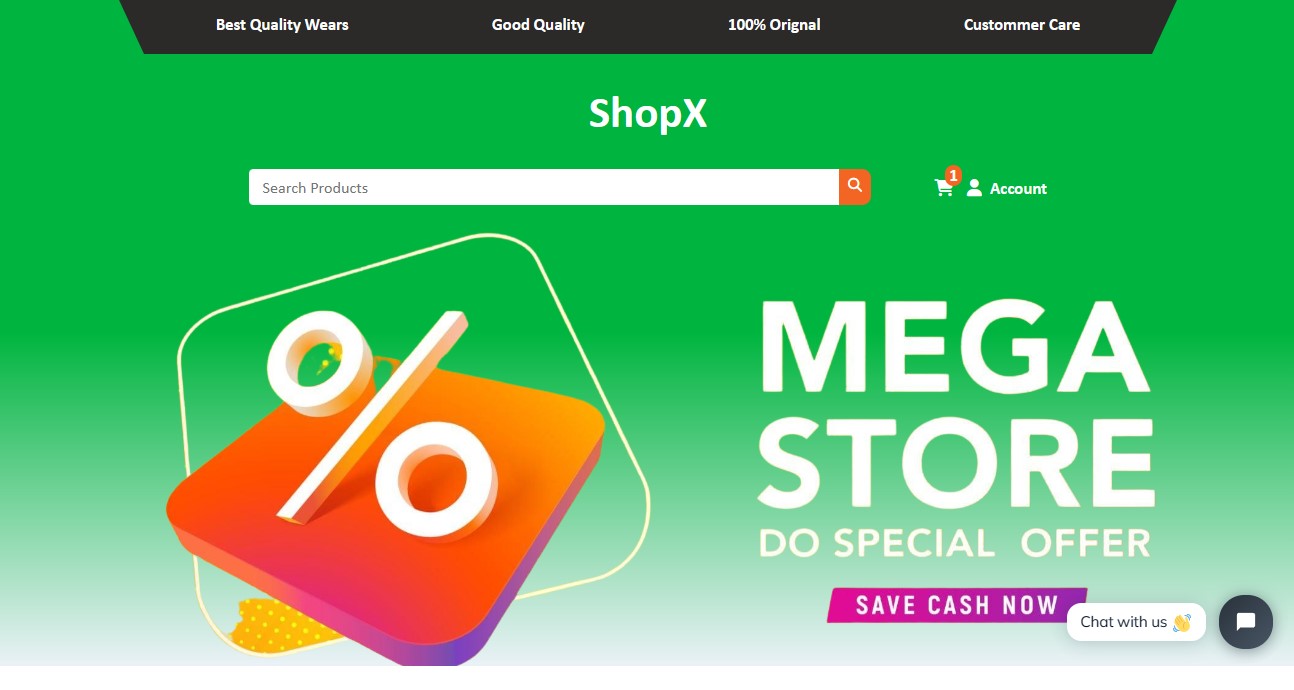 Best Quality Wears Good Quality 100% Orignal Custommer Care
ShopX
Search Products
1
Account
%
MEGA
STORE
DO SPECIAL OFFER
SAVE CASH NOW
Chat with us 👋